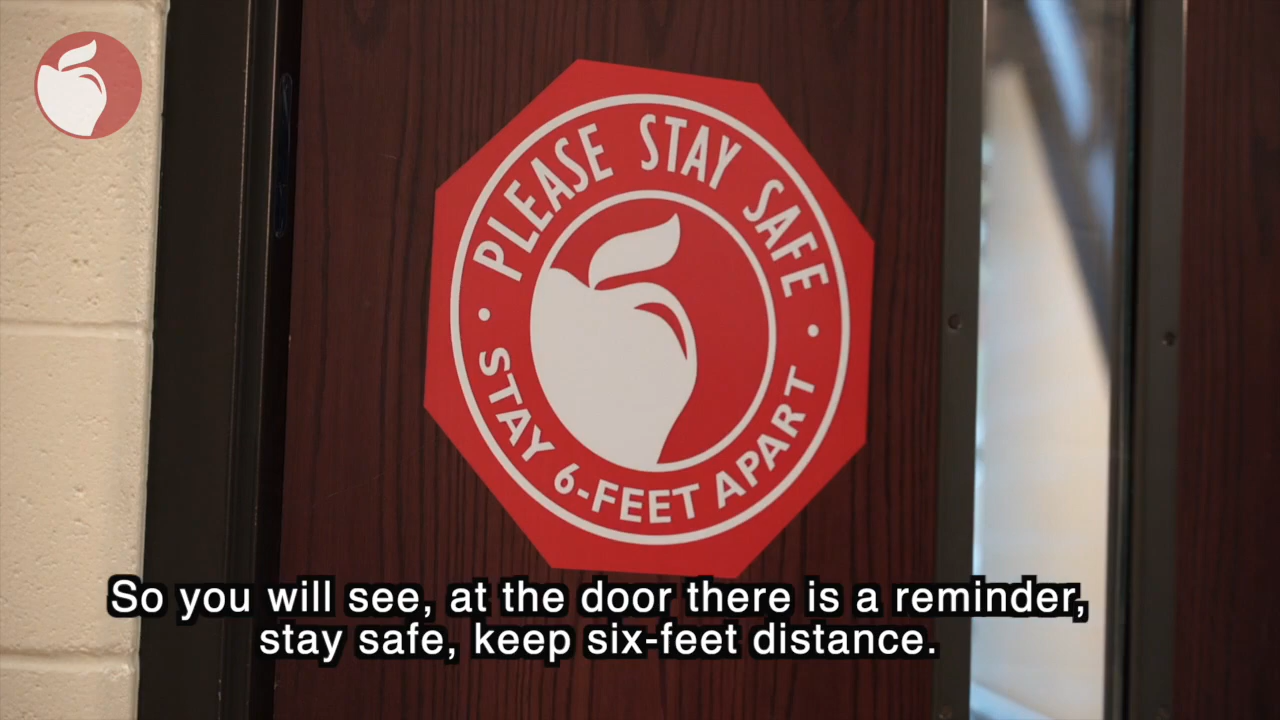 PLEASE STAY SAFE
• STAY 6-FEET APART •
So you will see, at the door there is a reminder,
stay safe, keep six-feet distance.